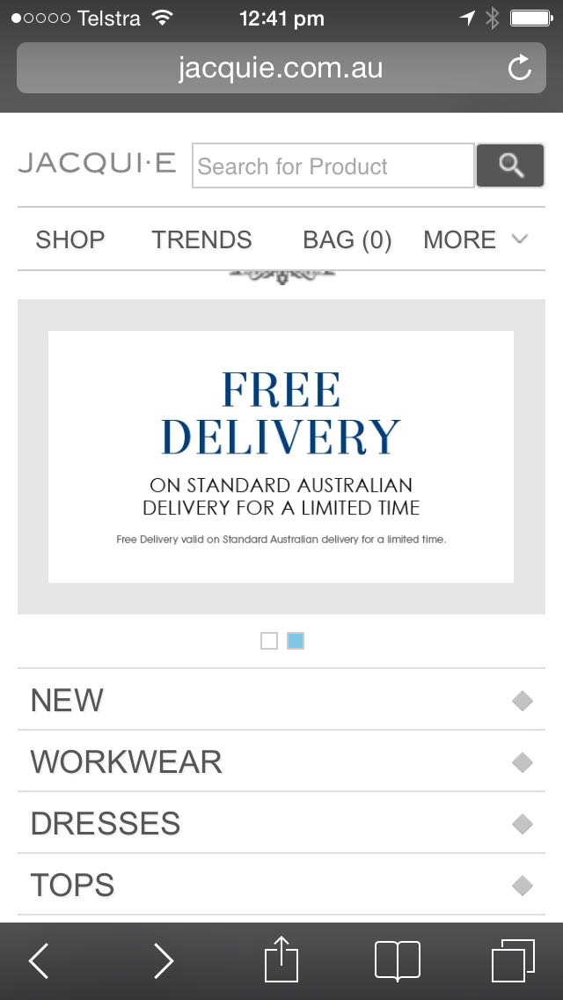 Telstra 12:41 pm
jacquie.com.au
JACQUI·E Search for Product
SHOP TRENDS BAG (0) MORE
FREE
DELIVERY
ON STANDARD AUSTRALIAN
DELIVERY FOR A LIMITED TIME
Free Delivery valid on Standard Australian delivery for a limited time.
NEW
WORKWEAR
DRESSES
TOPS